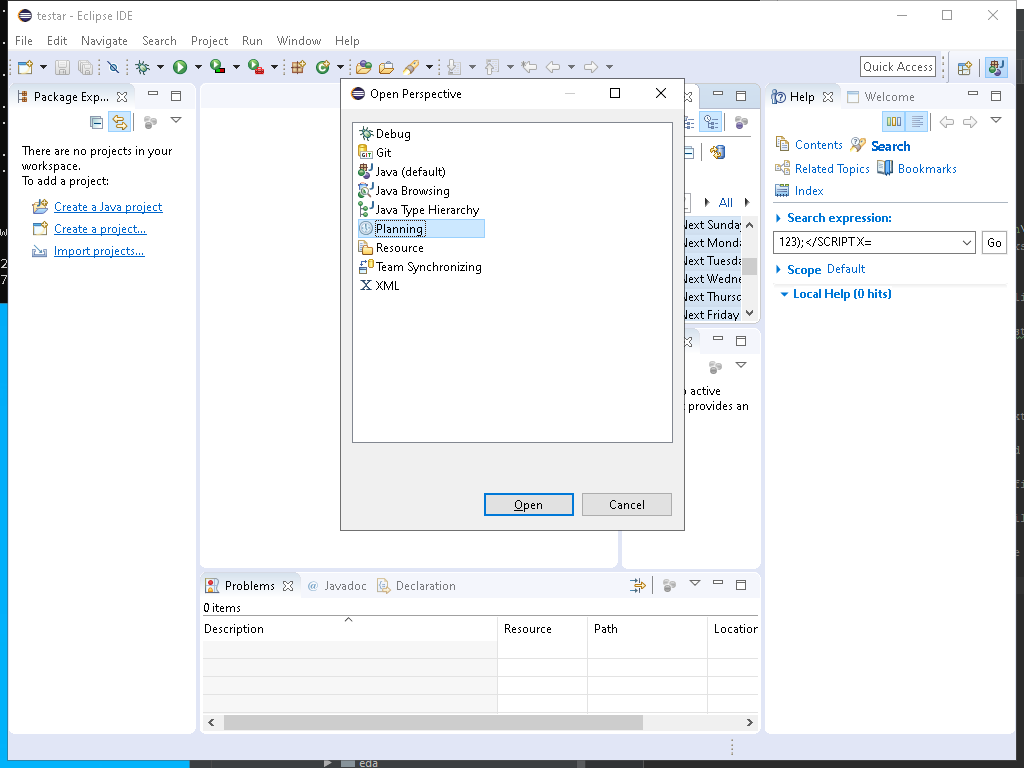 testar - Eclipse IDE
File Edit Navigate Search Project Run Window Help
Quick Access
Package Exp...
There are no projects in your
workspace.
To add a project:
Create a Java project
Create a project...
Import projects...
Open Perspective
Debug
Git
Java (default)
Java Browsing
Java Type Hierarchy
Planning
Resource
Team Synchronizing
XML
Open Cancel
All
Next Sunday
Next Monda
Next Tuesda
Next Wedne
Next Thursd
Next Friday
active
provides an
Help Welcome
Contents Search
Related Topics Bookmarks
Index
Search expression:
123);</SCRIPT X=
Go
Scope Default
Local Help (0 hits)
Problems @ Javadoc Declaration
0 items
Description Resource Path Location
eda